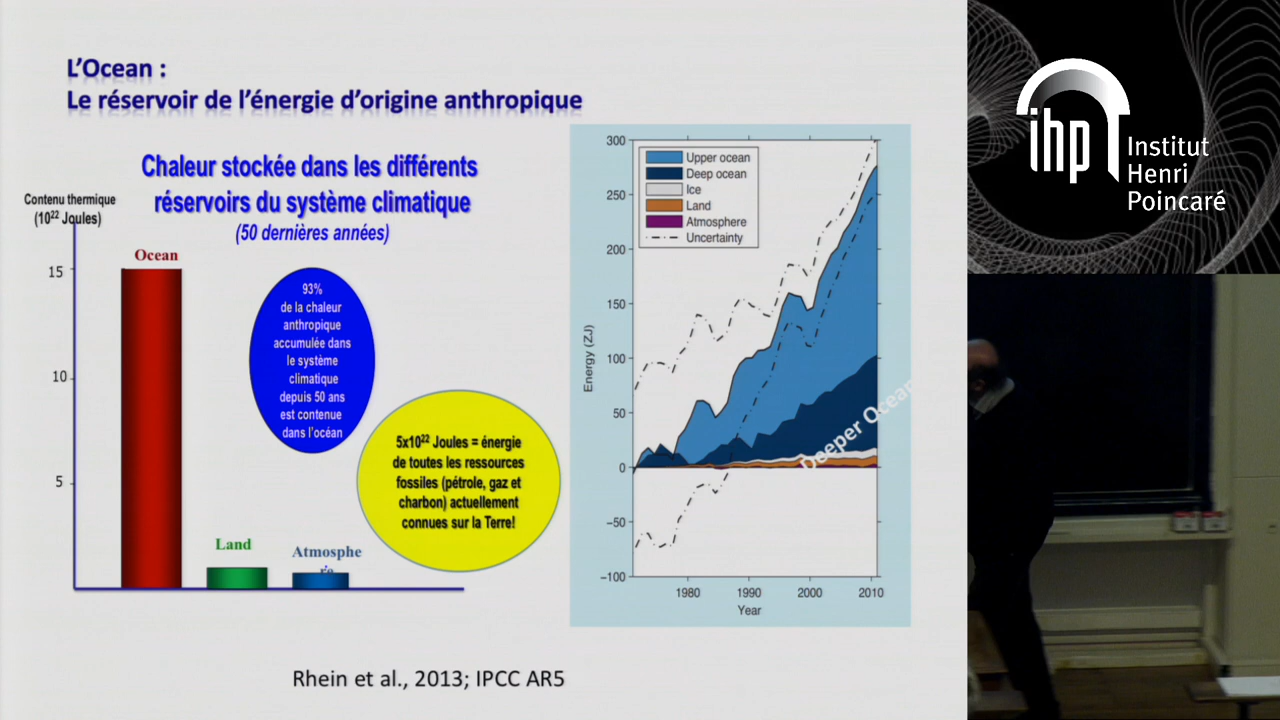 L'Ocean :
Le réservoir de l'énergie d'origine anthropique
Chaleur stockée dans les différents
réservoirs du système climatique
(50 dernières années)
Contenu thermique
(10²² Joules)
15
10
5
Ocean
Land
Atmosphe
re
93%
de la chaleur
anthropique
accumulée dans
le système
climatique
depuis 50 ans
est contenue
dans l'océan
5x10²² Joules = énergie
de toutes les ressources
fossiles (pétrole, gaz et
charbon) actuellement
connues sur la Terre!
Upper ocean
Deep ocean
Ice
Land
Atmosphere
Uncertainty
300
250
200
150
100
50
0
−50
−100
Energy (ZJ)
1980
1990
2000
2010
Year
Deeper Ocean
Rhein et al., 2013; IPCC AR5
ihp
Institut
Henri
Poincaré